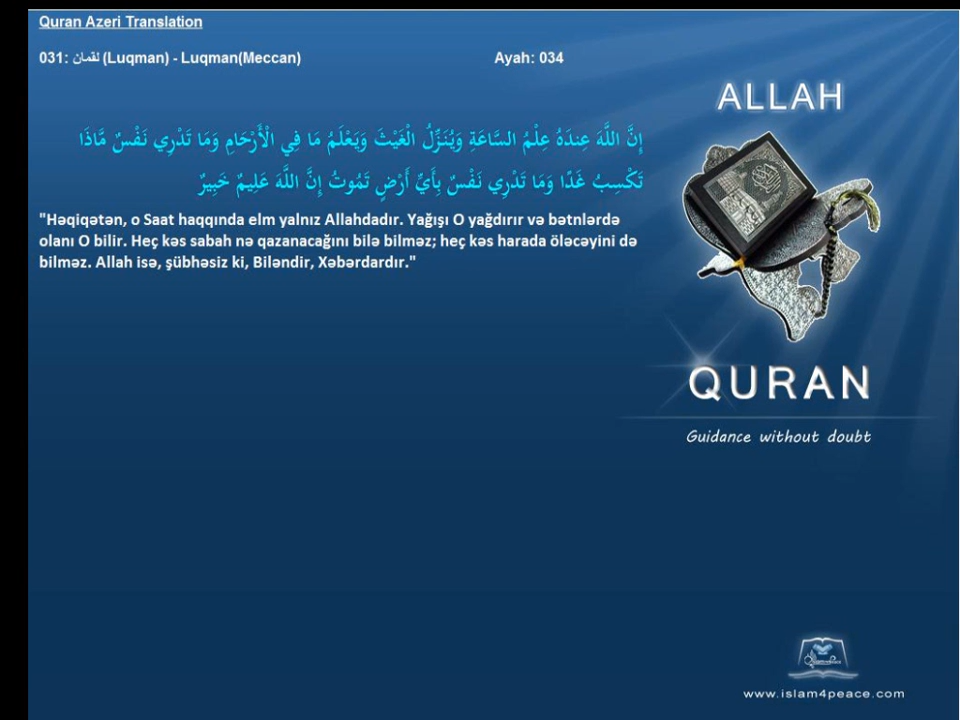 Quran Azeri Translation
031: لقمان (Luqman) - Luqman(Meccan) Ayah: 034
إِنَّ اللَّهَ عِندَهُ عِلْمُ السَّاعَةِ وَيُنَزِّلُ الْغَيْثَ وَيَعْلَمُ مَا فِي الْأَرْحَامِ وَمَا تَدْرِي نَفْسٌ مَّاذَا
تَكْسِبُ غَدًا وَمَا تَدْرِي نَفْسٌ بِأَيِّ أَرْضٍ تَمُوتُ إِنَّ اللَّهَ عَلِيمٌ خَبِيرٌ
"Həqiqətən, o Saat haqqında elm yalnız Allahdadır. Yağışı O yağdırır və bətnlərdə
olanı O bilir. Heç kəs sabah nə qazanacağını bilə bilməz; heç kəs harada öləcəyini də
bilməz. Allah isə, şübhəsiz ki, Biləndir, Xəbərdardır."
ALLAH
QURAN
Guidance without doubt
www.islam4peace.com